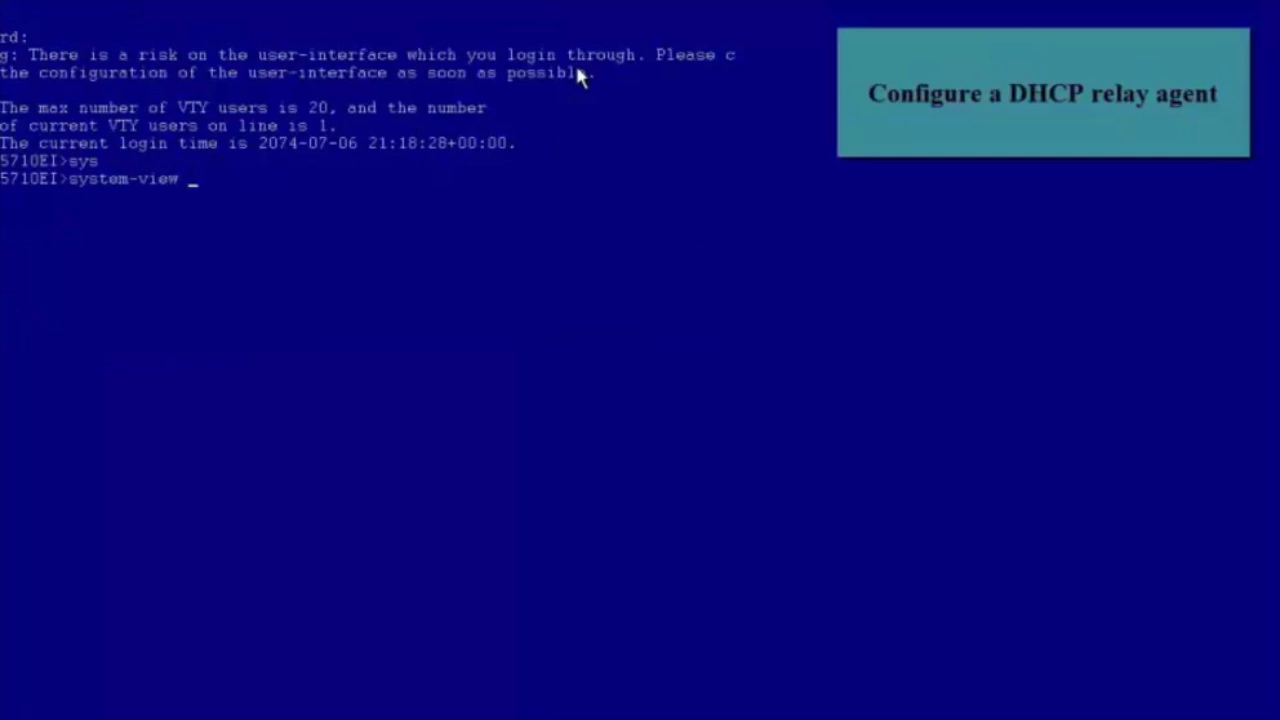 rd:
g: There is a risk on the user-interface which you login through. Please c
the configuration of the user-interface as soon as possible.
The max number of VTY users is 20, and the number
of current VTY users on line is 1.
The current login time is 2074-07-06 21:18:28+00:00.
5710EI>sys
5710EI>system-view _
Configure a DHCP relay agent